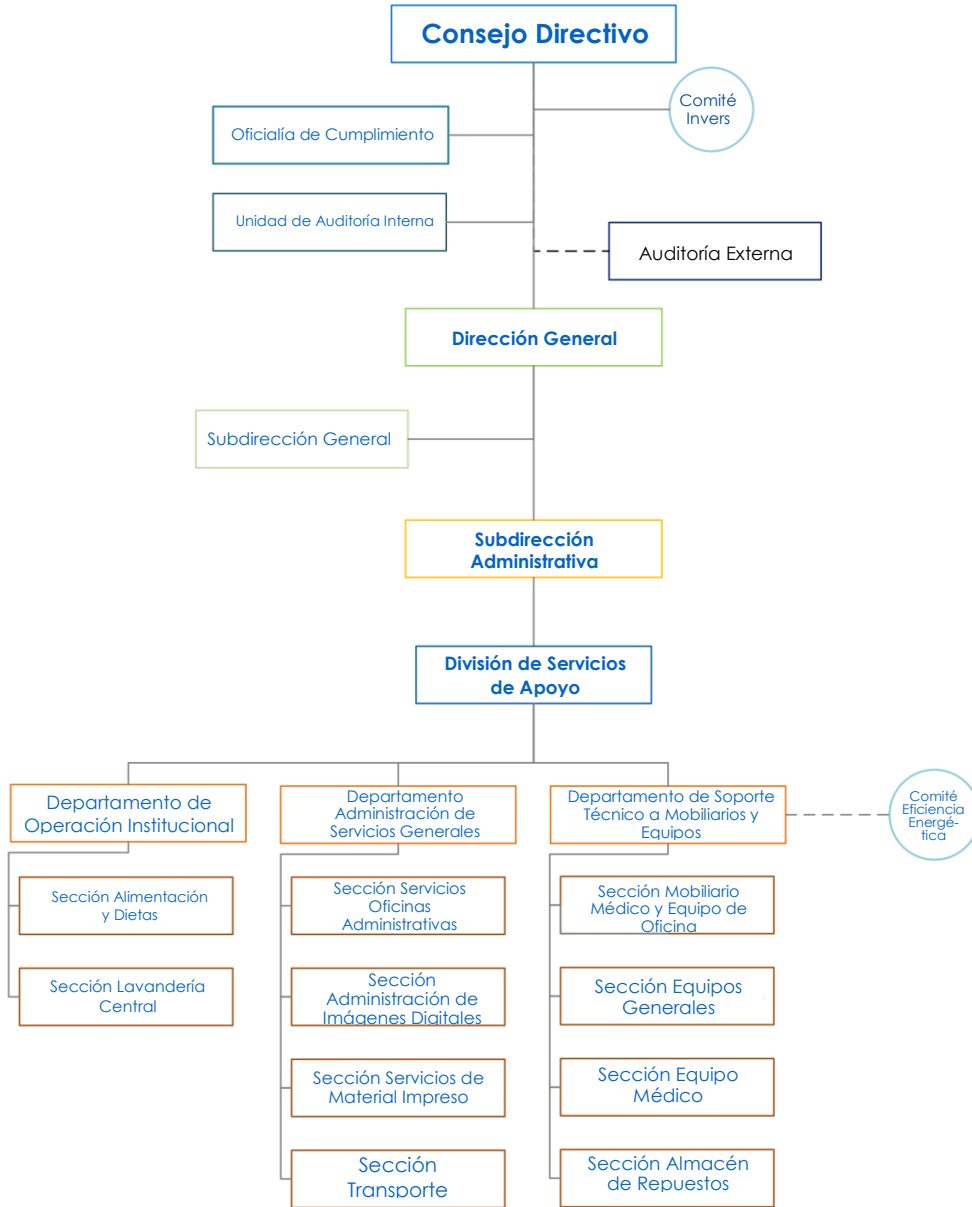 Consejo Directivo
Comité
Invers
Oficialía de Cumplimiento
Unidad de Auditoría Interna
Auditoría Externa
Dirección General
Subdirección General
Subdirección
Administrativa
División de Servicios
de Apoyo
Departamento de
Operación Institucional
Departamento
Administración de
Servicios Generales
Departamento de Soporte
Técnico a Mobiliarios y
Equipos
Comité
Eficiencia
Energé-
tica
Sección Alimentación
y Dietas
Sección Servicios
Oficinas
Administrativas
Sección Mobiliario
Médico y Equipo de
Oficina
Sección Lavandería
Central
Sección
Administración de
Imágenes Digitales
Sección Equipos
Generales
Sección Servicios de
Material Impreso
Sección Equipo
Médico
Sección
Transporte
Sección Almacén
de Repuestos